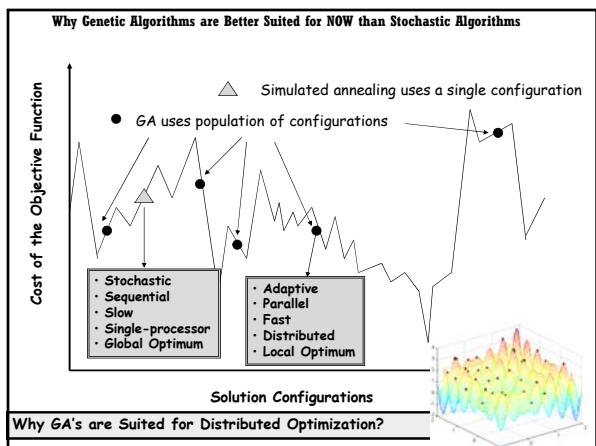 Why Genetic Algorithms are Better Suited for NOW than Stochastic Algorithms
Simulated annealing uses a single configuration
GA uses population of configurations
Cost of the Objective Function
· Stochastic
· Sequential
· Slow
· Single-processor
· Global Optimum
· Adaptive
· Parallel
· Fast
· Distributed
· Local Optimum
Solution Configurations
Why GA's are Suited for Distributed Optimization?